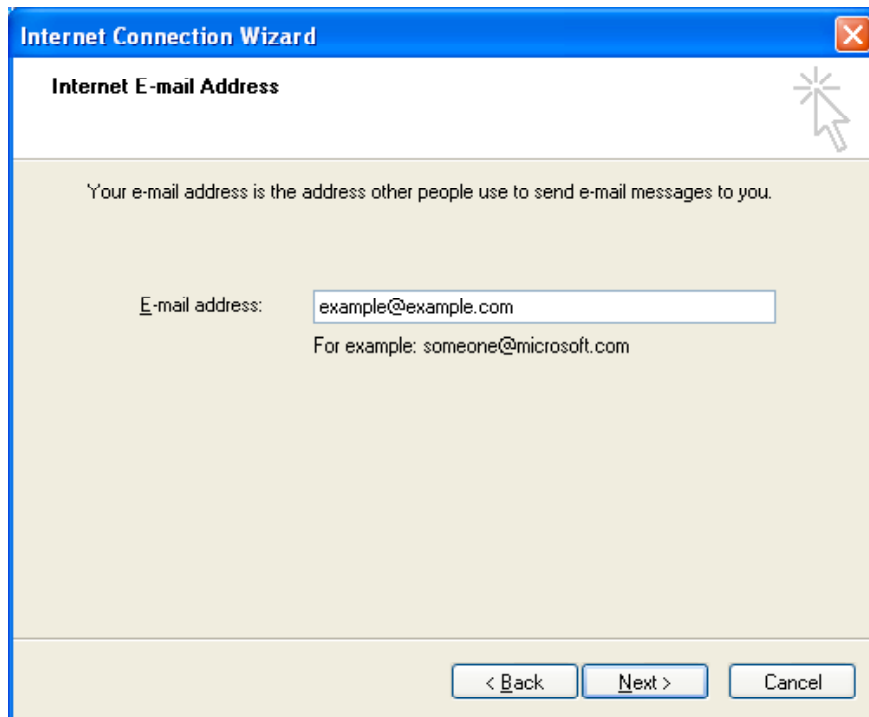 Internet Connection Wizard
Internet E-mail Address
Your e-mail address is the address other people use to send e-mail messages to you.
E-mail address: example@example.com
For example: someone@microsoft.com
< Back Next > Cancel